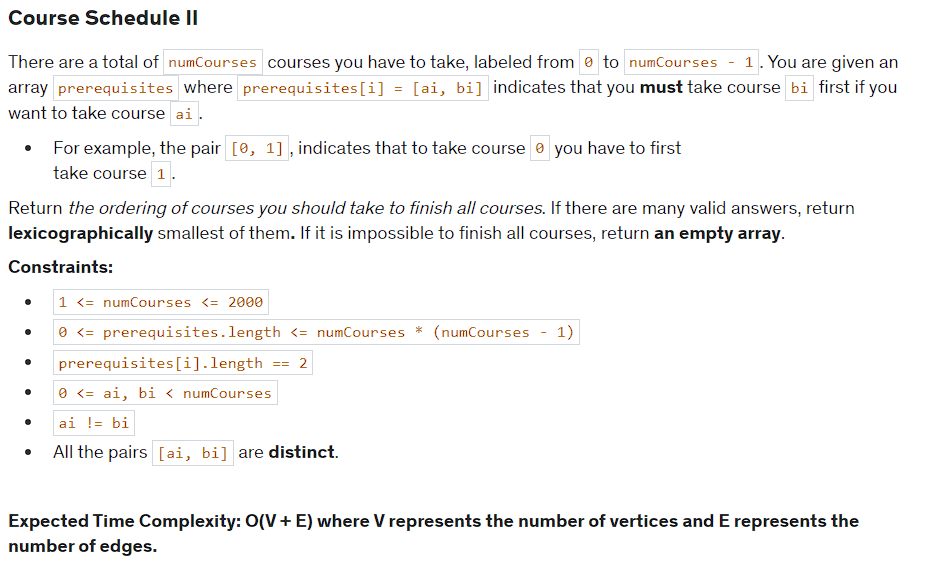 Course Schedule II
There are a total of numCourses courses you have to take, labeled from 0 to numCourses - 1. You are given an
array prerequisites where prerequisites[i] = [ai, bi] indicates that you must take course bi first if you
want to take course ai.
• For example, the pair [0, 1], indicates that to take course 0 you have to first
take course 1.
Return the ordering of courses you should take to finish all courses. If there are many valid answers, return
lexicographically smallest of them. If it is impossible to finish all courses, return an empty array.
Constraints:
• 1 <= numCourses <= 2000
• 0 <= prerequisites.length <= numCourses * (numCourses - 1)
• prerequisites[i].length == 2
• 0 <= ai, bi < numCourses
• ai != bi
• All the pairs [ai, bi] are distinct.
Expected Time Complexity: O(V + E) where V represents the number of vertices and E represents the
number of edges.